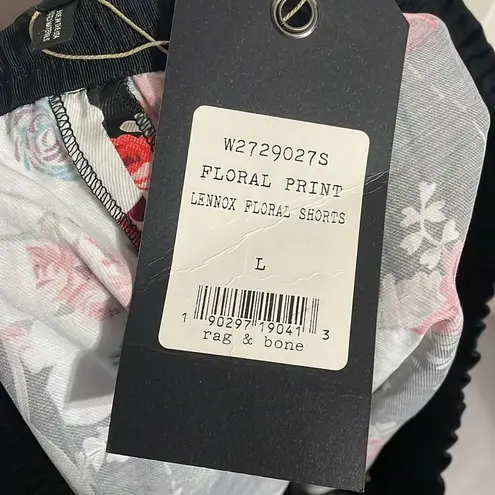 W2729027S
FLORAL PRINT
LENNOX FLORAL SHORTS
L
1 90297 19041 3
rag & bone